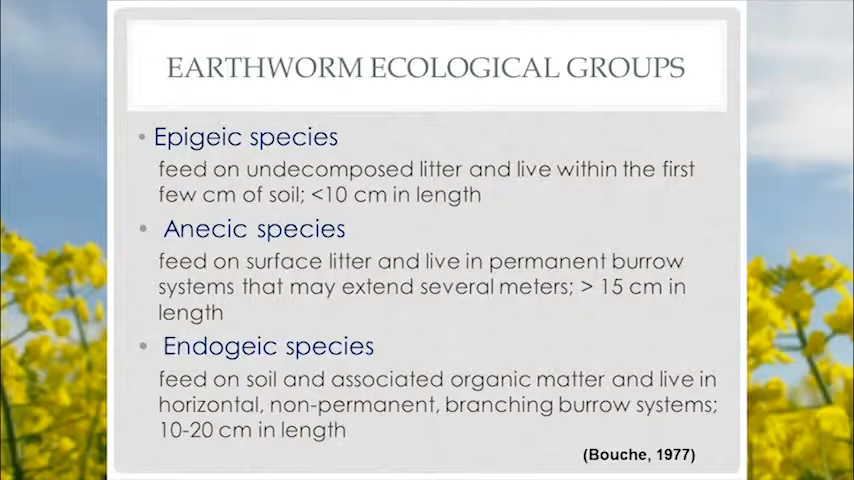 EARTHWORM ECOLOGICAL GROUPS
• Epigeic species
feed on undecomposed litter and live within the first
few cm of soil; <10 cm in length
• Anecic species
feed on surface litter and live in permanent burrow
systems that may extend several meters; > 15 cm in
length
• Endogeic species
feed on soil and associated organic matter and live in
horizontal, non-permanent, branching burrow systems;
10-20 cm in length
(Bouche, 1977)